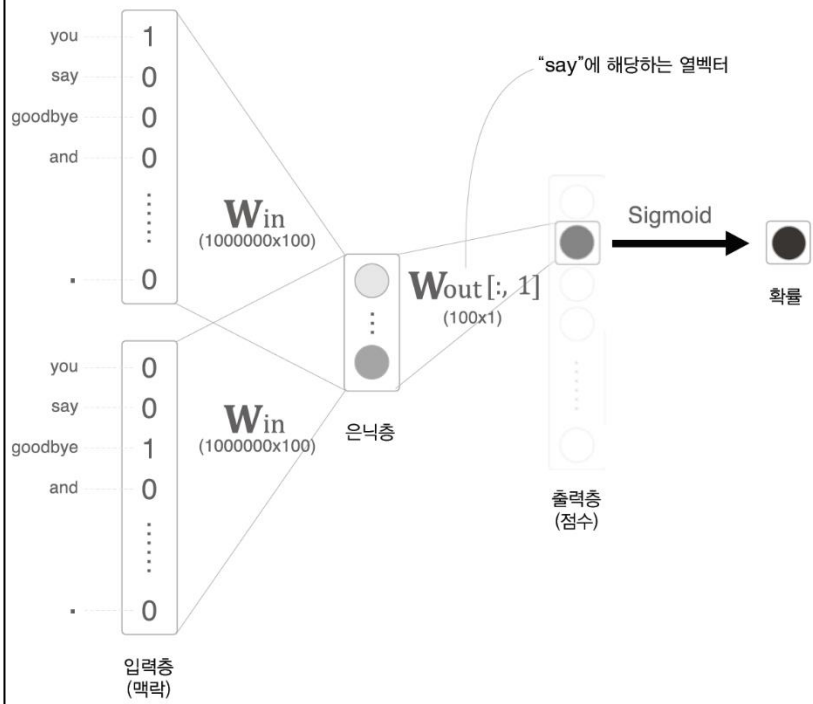 you 1
say 0
goodbye 0
and 0
0
Win
(1000000x100)
"say"에 해당하는 열벡터
Wout[:, 1]
(100x1)
Sigmoid
확률
you 0
say 0
goodbye 1
and 0
0
Win
(1000000x100)
은닉층
출력층
(점수)
입력층
(맥락)